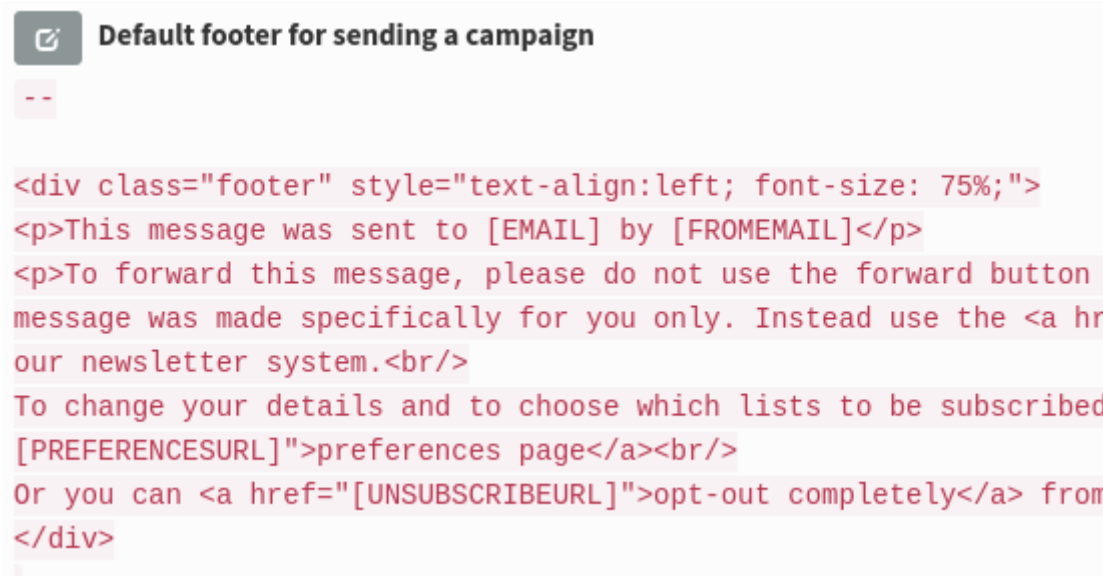 Default footer for sending a campaign
--
<div class="footer" style="text-align:left; font-size: 75%;">
<p>This message was sent to [EMAIL] by [FROMEMAIL]</p>
<p>To forward this message, please do not use the forward button
message was made specifically for you only. Instead use the <a hr
our newsletter system.<br/>
To change your details and to choose which lists to be subscribed
[PREFERENCESURL]">preferences page</a><br/>
Or you can <a href="[UNSUBSCRIBEURL]">opt-out completely</a> from
</div>